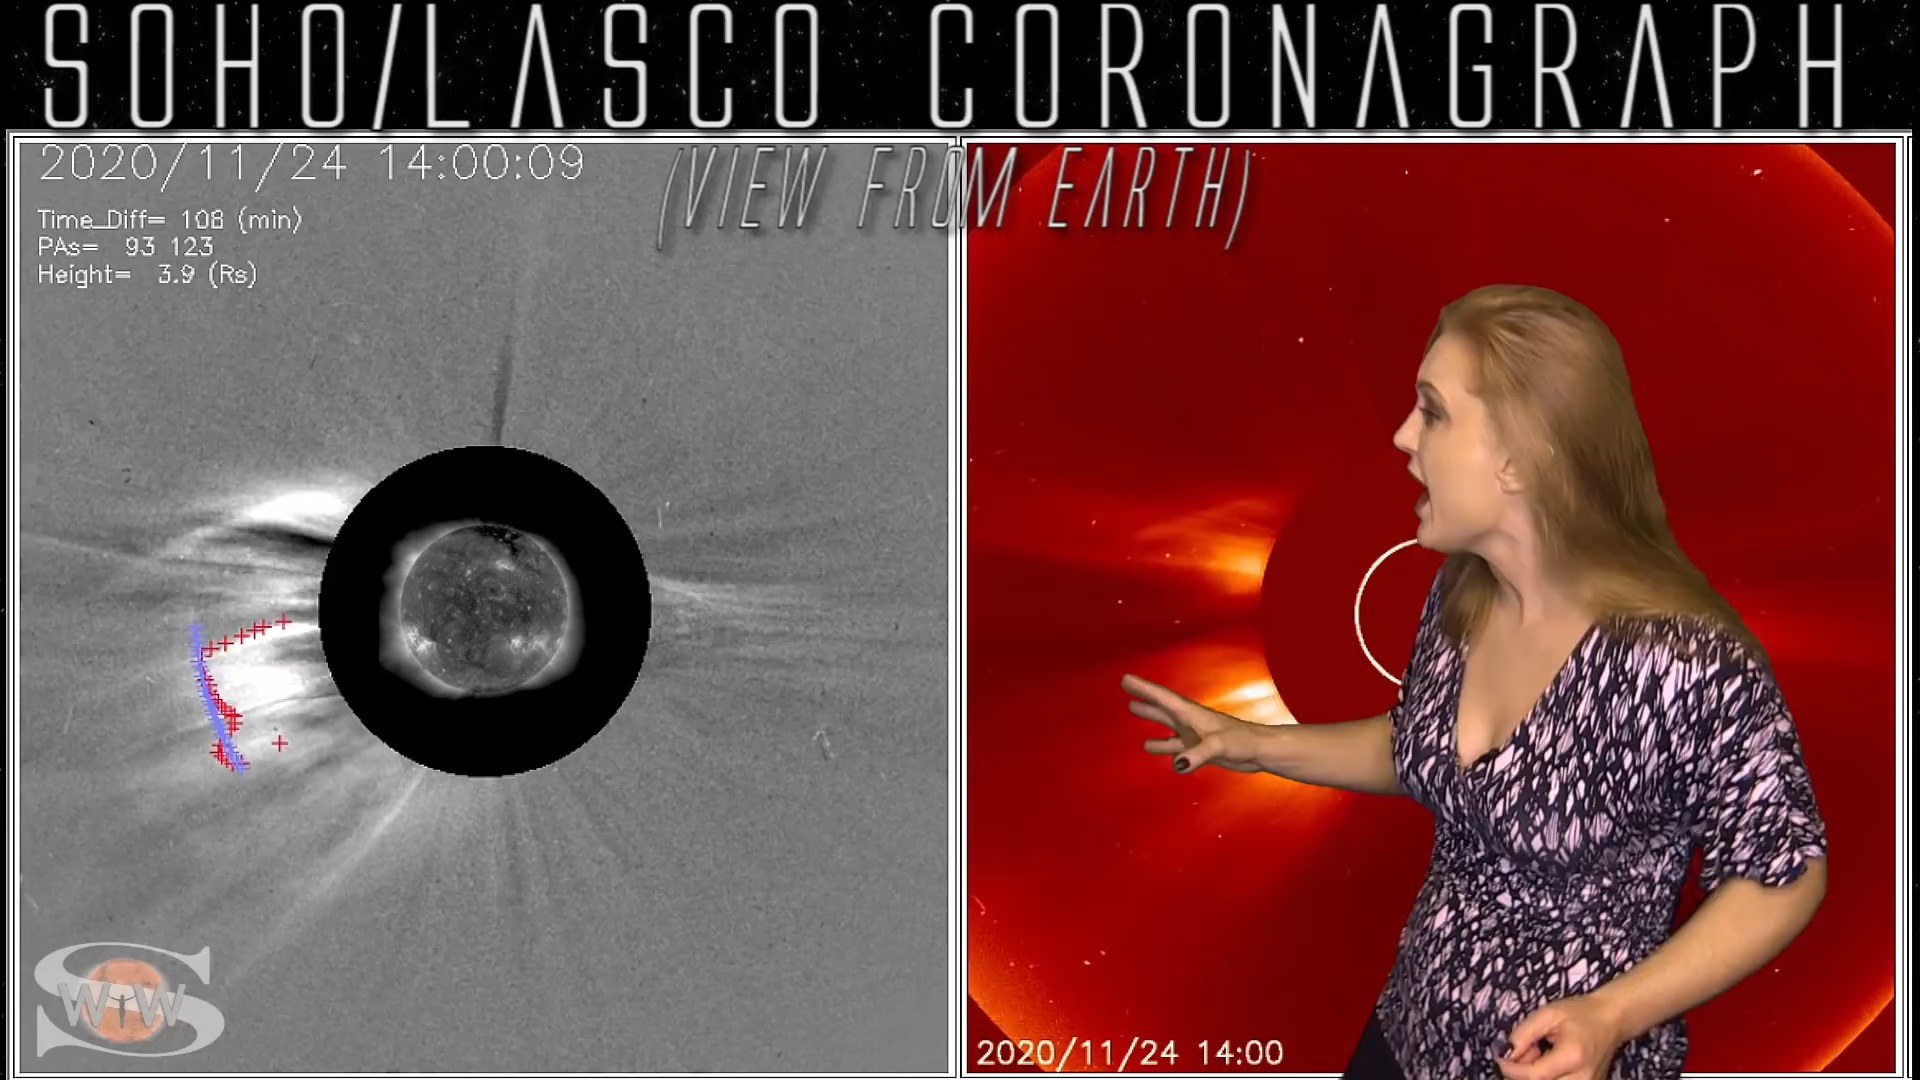 SOHO/LASCO CORONAGRAPH
(VIEW FROM EARTH)
2020/11/24 14:00:09
Time_Diff= 108 (min)
PAs= 93 123
Height= 3.9 (Rs)
S
WTW
2020/11/24 14:00